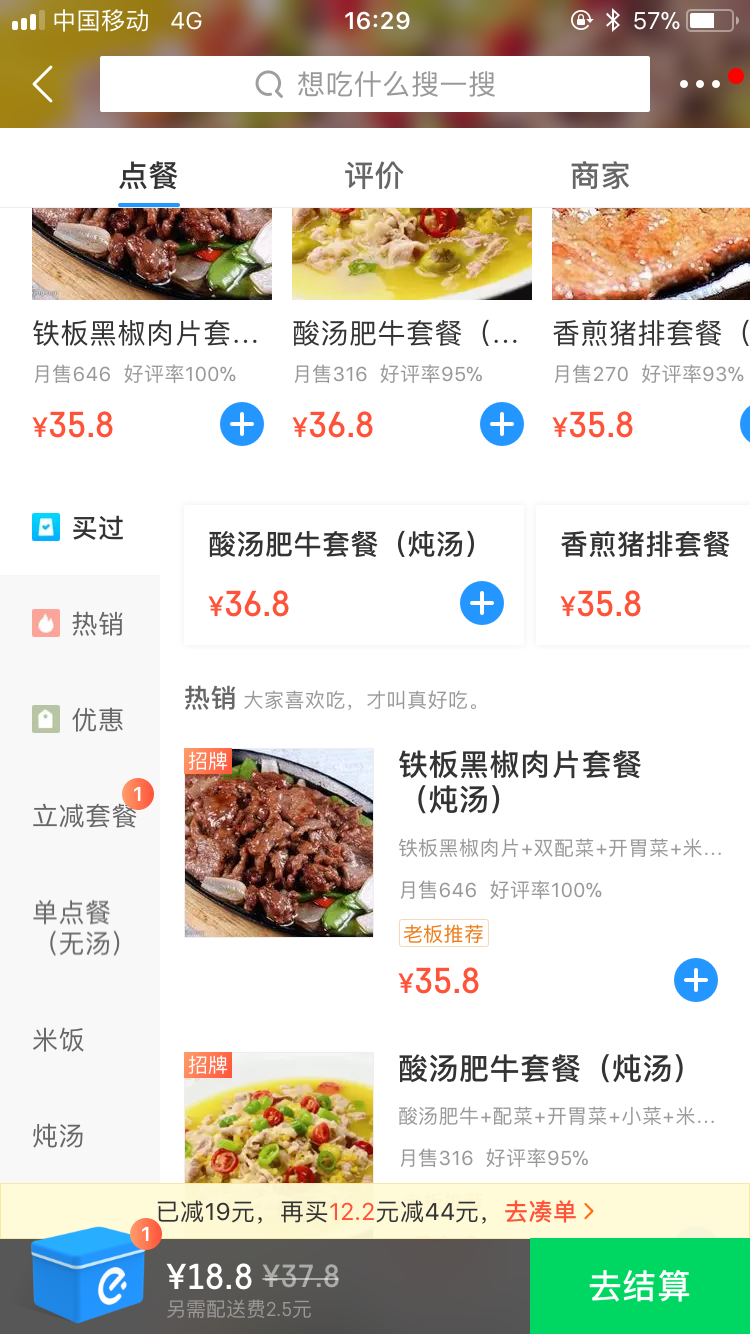 中国移动 4G 16:29 57%
想吃什么搜一搜
点餐 评价 商家
铁板黑椒肉片套... 酸汤肥牛套餐（... 香煎猪排套餐（
月售646 好评率100% 月售316 好评率95% 月售270 好评率93%
¥35.8 ¥36.8 ¥35.8
买过
酸汤肥牛套餐（炖汤） 香煎猪排套餐
¥36.8 ¥35.8
热销
热销 大家喜欢吃，才叫真好吃。
优惠
招牌
铁板黑椒肉片套餐
（炖汤）
立减套餐 1
铁板黑椒肉片+双配菜+开胃菜+米...
月售646 好评率100%
单点餐
（无汤）
老板推荐
¥35.8
米饭
招牌
酸汤肥牛套餐（炖汤）
酸汤肥牛+配菜+开胃菜+小菜+米...
炖汤
月售316 好评率95%
已减19元，再买12.2元减44元，去凑单
1
¥18.8 ¥37.8
另需配送费2.5元
去结算